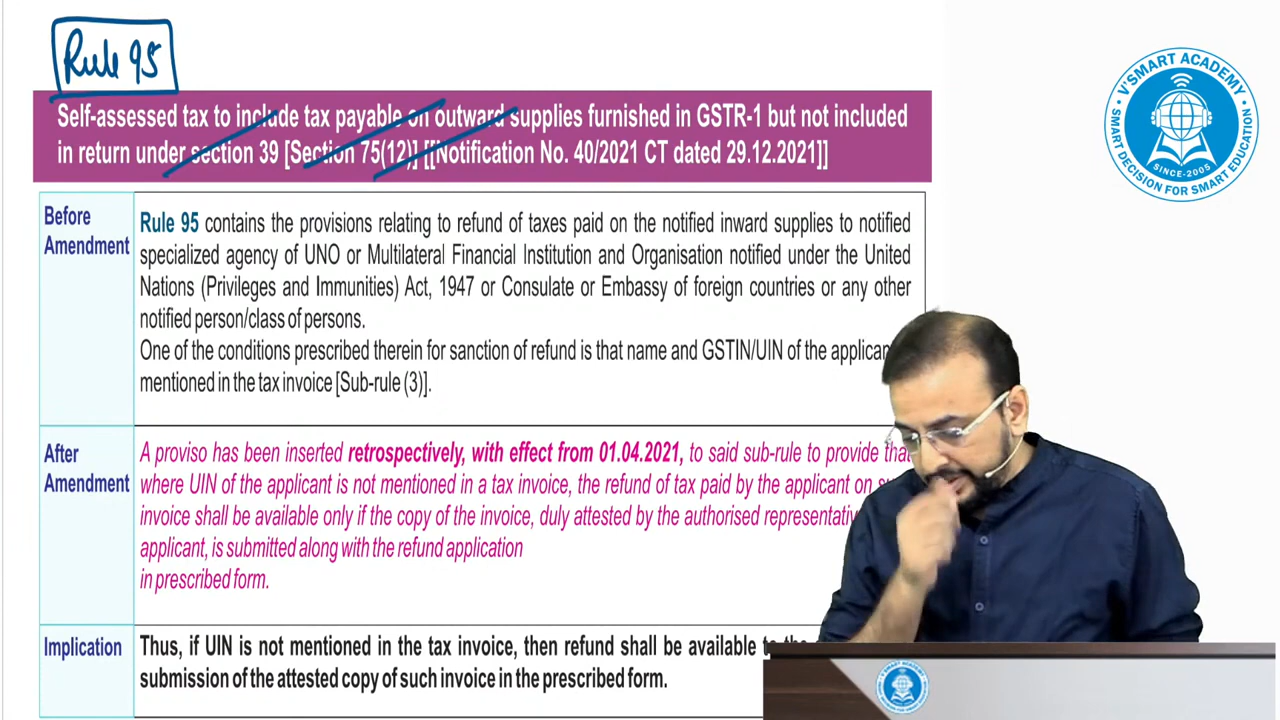 Rule 95
Self-assessed tax to include tax payable on outward supplies furnished in GSTR-1 but not included
in return under section 39 [Section 75(12)] [[Notification No. 40/2021 CT dated 29.12.2021]]
V'SMART ACADEMY
SMART DECISION FOR SMART EDUCATION
SINCE-2005
Before
Amendment
Rule 95 contains the provisions relating to refund of taxes paid on the notified inward supplies to notified
specialized agency of UNO or Multilateral Financial Institution and Organisation notified under the United
Nations (Privileges and Immunities) Act, 1947 or Consulate or Embassy of foreign countries or any other
notified person/class of persons.
One of the conditions prescribed therein for sanction of refund is that name and GSTIN/UIN of the
mentioned in the tax invoice [Sub-rule (3)].
After
Amendment
A proviso has been inserted retrospectively, with effect from 01.04.2021, to said sub-rule to provide
where UIN of the applicant is not mentioned in a tax invoice, the refund of tax paid by the applicant on
invoice shall be available only if the copy of the invoice, duly attested by the authorised
applicant, is submitted along with the refund application
in prescribed form.
Implication
Thus, if UIN is not mentioned in the tax invoice, then refund shall be available
submission of the attested copy of such invoice in the prescribed form.
V'SMART ACADEMY